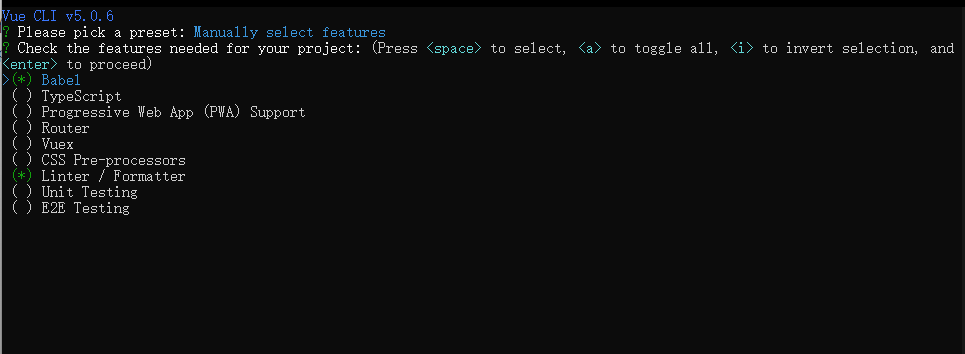 Vue CLI v5.0.6
? Please pick a preset: Manually select features
? Check the features needed for your project: (Press <space> to select, <a> to toggle all, <i> to invert selection, and
<enter> to proceed)
>(*) Babel
( ) TypeScript
( ) Progressive Web App (PWA) Support
( ) Router
( ) Vuex
( ) CSS Pre-processors
(*) Linter / Formatter
( ) Unit Testing
( ) E2E Testing